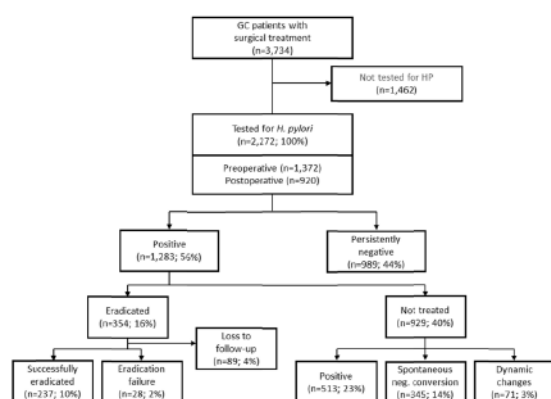 GC patients with
surgical treatment
(n=3,734)
Not tested for HP
(n=1,462)
Tested for H. pylori
(n=2,272; 100%)
Preoperative (n=1,372)
Postoperative (n=920)
Positive
(n=1,283; 56%)
Persistently
negative
(n=989; 44%)
Eradicated
(n=354; 16%)
Not treated
(n=929; 40%)
Loss to
follow-up
(n=89; 4%)
Successfully
eradicated
(n=237; 10%)
Eradication
failure
(n=28; 2%)
Positive
(n=513; 23%)
Spontaneous
neg. conversion
(n=345; 14%)
Dynamic
changes
(n=71; 3%)